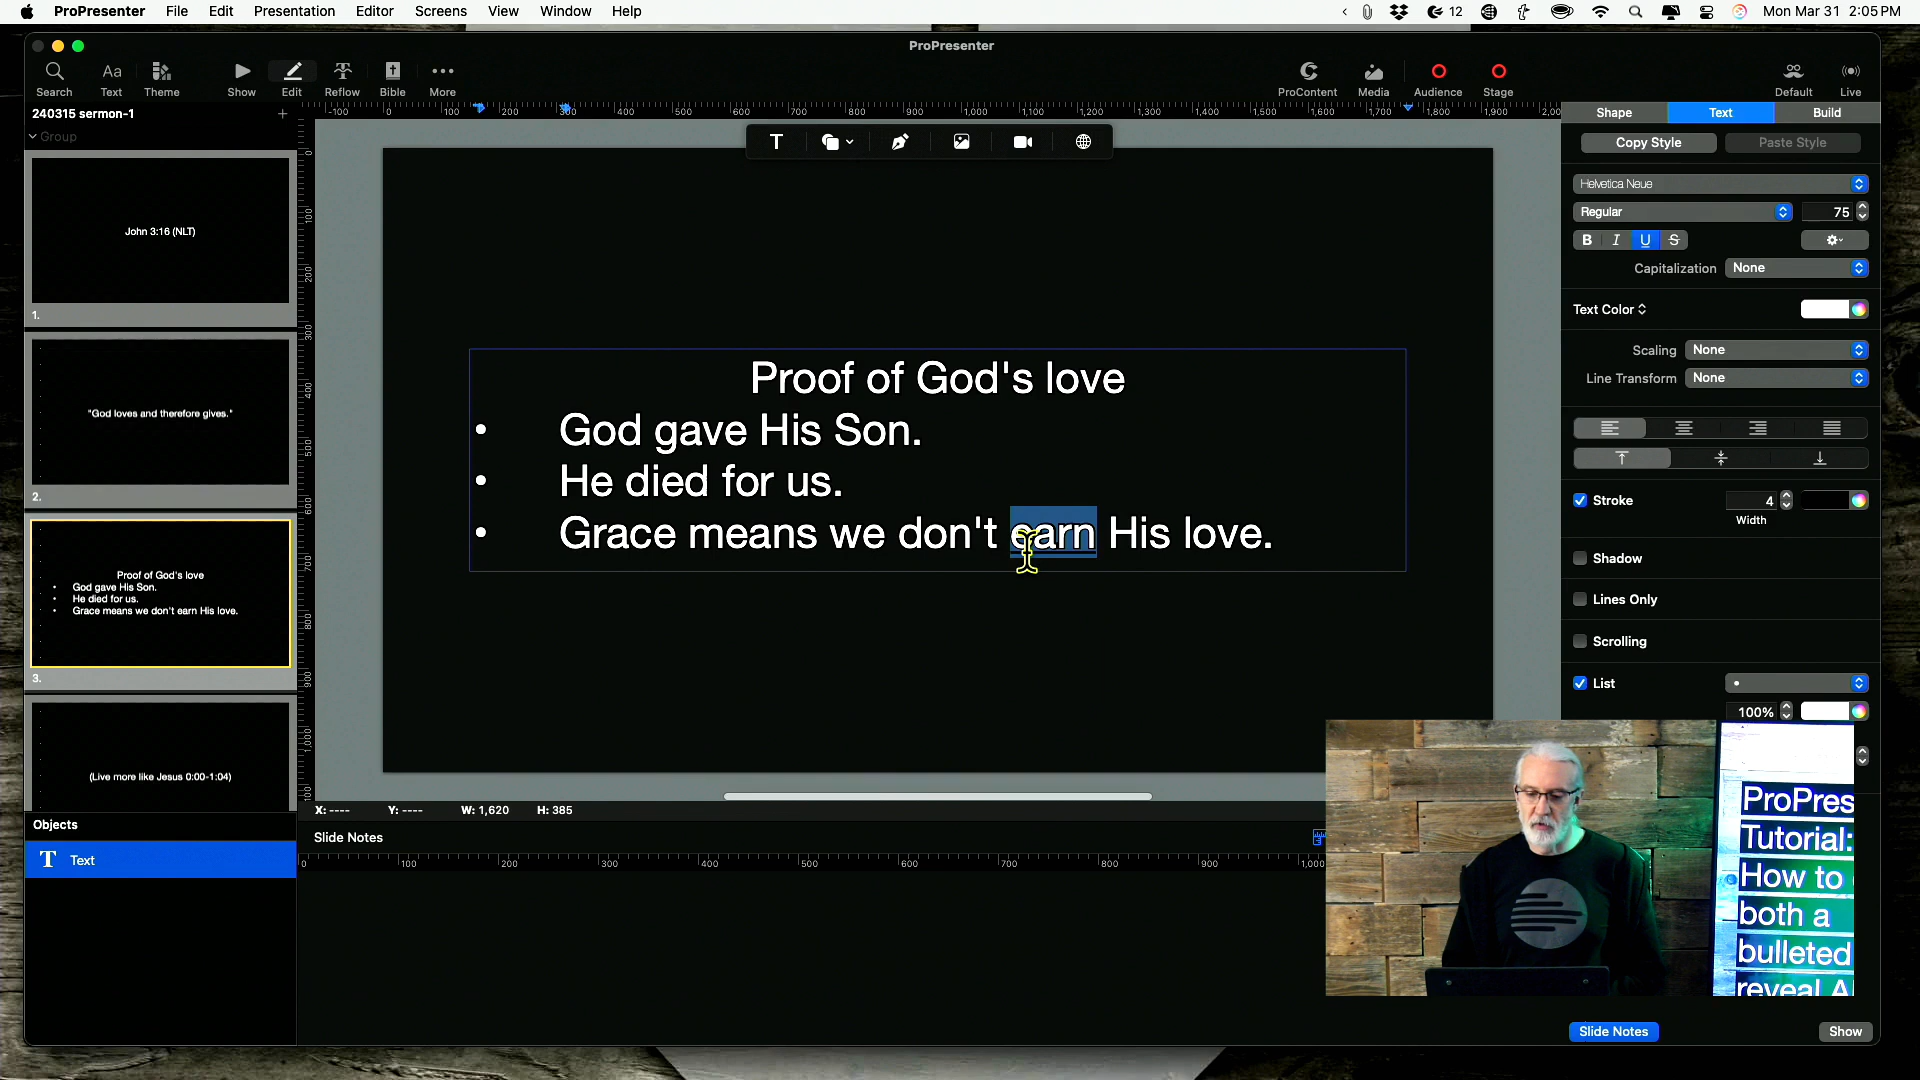 ProPresenter File Edit Presentation Editor Screens View Window Help
12 Mon Mar 31 2:05 PM
ProPresenter
Search Text Theme Show Edit Reflow Bible More
ProContent Media Audience Stage Default Live
240315 sermon-1
Group
John 3:16 (NLT)
1.
"God loves and therefore gives."
2.
Proof of God's love
• God gave His Son.
• He died for us.
• Grace means we don't earn His love.
3.
(Live more like Jesus 0:00-1:04)
Objects
T Text
Proof of God's love
• God gave His Son.
• He died for us.
• Grace means we don't earn His love.
X: ---- Y: ---- W: 1,620 H: 385
Slide Notes
Shape Text Build
Copy Style Paste Style
Helvetica Neue
Regular 75
B I U S
Capitalization None
Text Color
Scaling None
Line Transform None
Stroke 4
Width
Shadow
Lines Only
Scrolling
List •
100%
ProPres
Tutorial:
How to
both a
bulleted
reveal A
Slide Notes Show